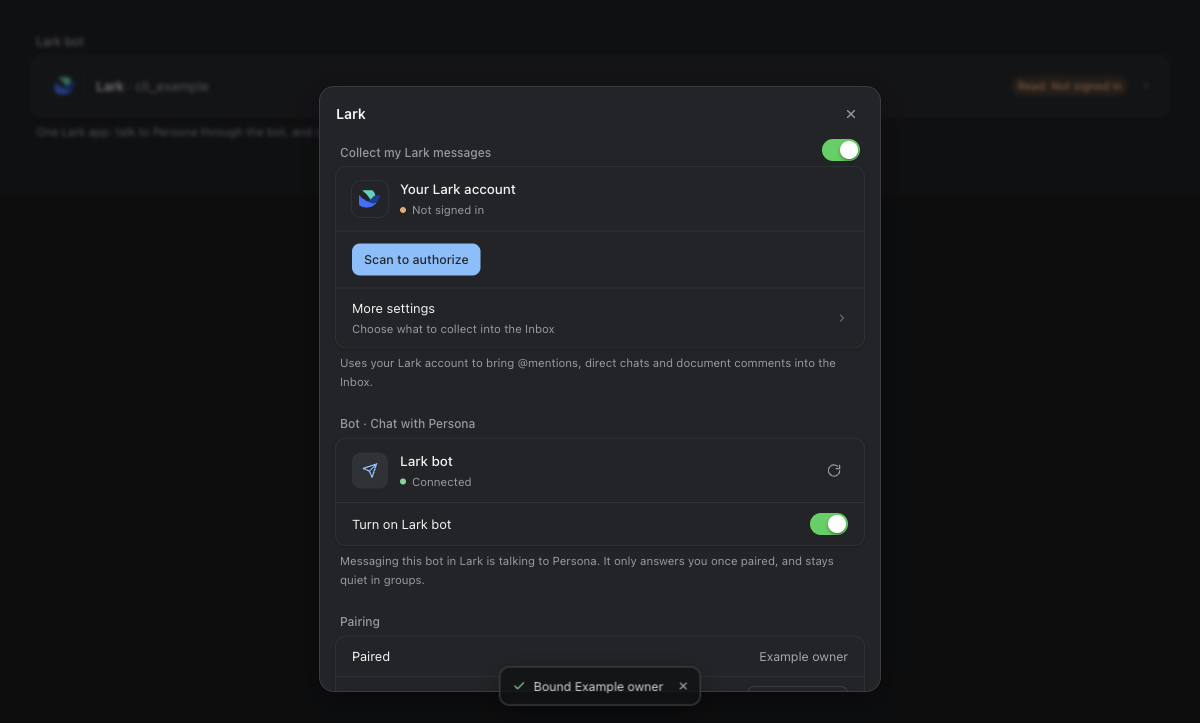 Lark bot
Lark · cli_example
Read: Not signed in
One Lark app: talk to Persona through the bot, and
Lark
Collect my Lark messages
Your Lark account
Not signed in
Scan to authorize
More settings
Choose what to collect into the Inbox
Uses your Lark account to bring @mentions, direct chats and document comments into the
Inbox.
Bot · Chat with Persona
Lark bot
Connected
Turn on Lark bot
Messaging this bot in Lark is talking to Persona. It only answers you once paired, and stays
quiet in groups.
Pairing
Paired
Example owner
Bound Example owner